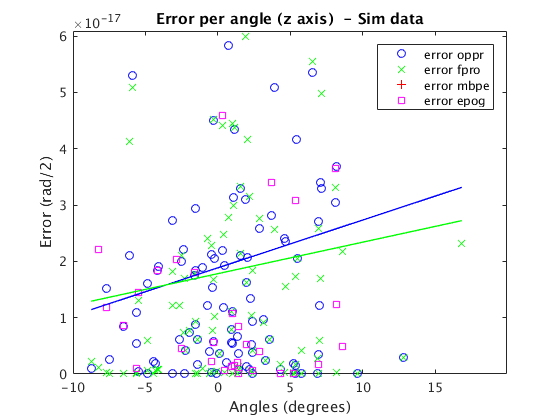 ×10⁻¹⁷
Error per angle (z axis)  - Sim data
6
5
4
3
2
1
0
Error (rad/2)
error oppr
error fpro
error mbpe
error epog
-10
-5
0
5
10
15
Angles (degrees)